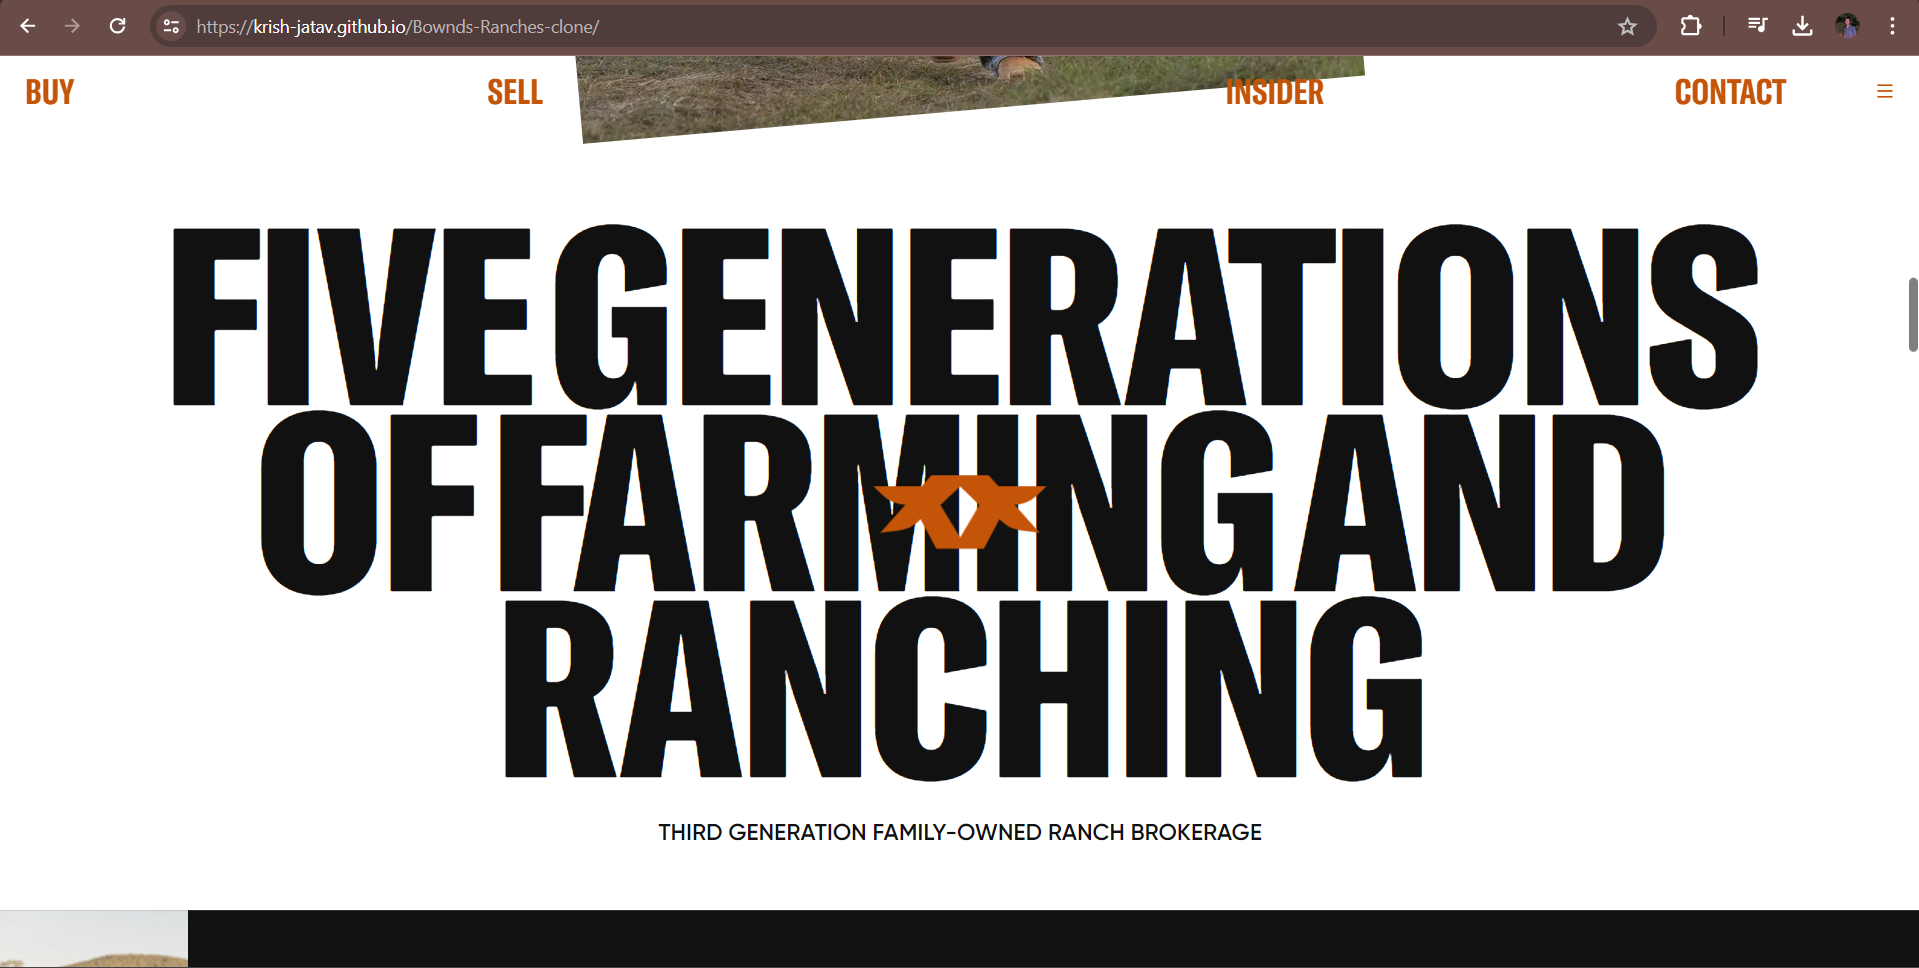 https://krish-jatav.github.io/Bownds-Ranches-clone/
BUY SELL INSIDER CONTACT
FIVE GENERATIONS
OF FARMING AND
RANCHING
THIRD GENERATION FAMILY-OWNED RANCH BROKERAGE